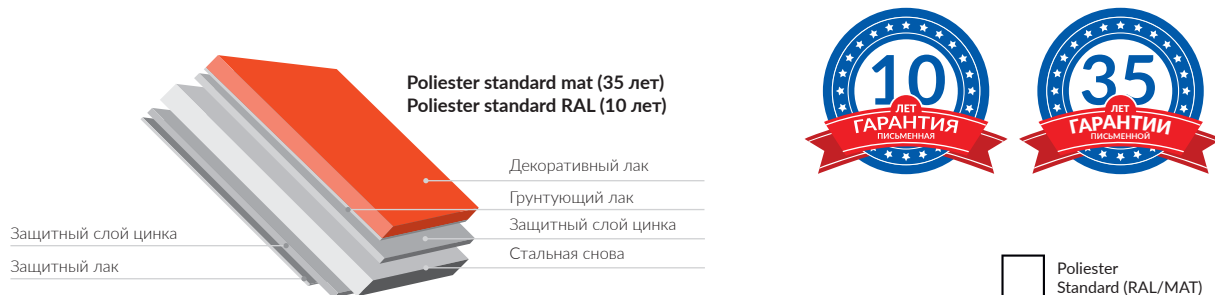 Poliester standard mat (35 лет)
Poliester standard RAL (10 лет)
Декоративный лак
Грунтующий лак
Защитный слой цинка
Стальная снова
Защитный слой цинка
Защитный лак
10
ЛЕТ
ГАРАНТИЯ
ПИСЬМЕННАЯ
35
ЛЕТ
ГАРАНТИИ
ПИСЬМЕННОЙ
Poliester
Standard (RAL/MAT)